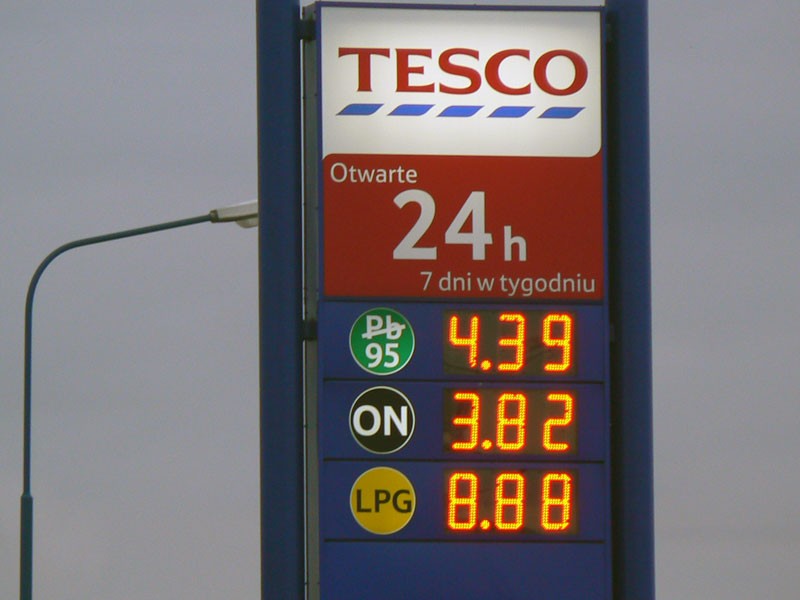 TESCO
Otwarte
24h
7 dni w tygodniu
Pb 95 4.39
ON 3.82
LPG 8.88